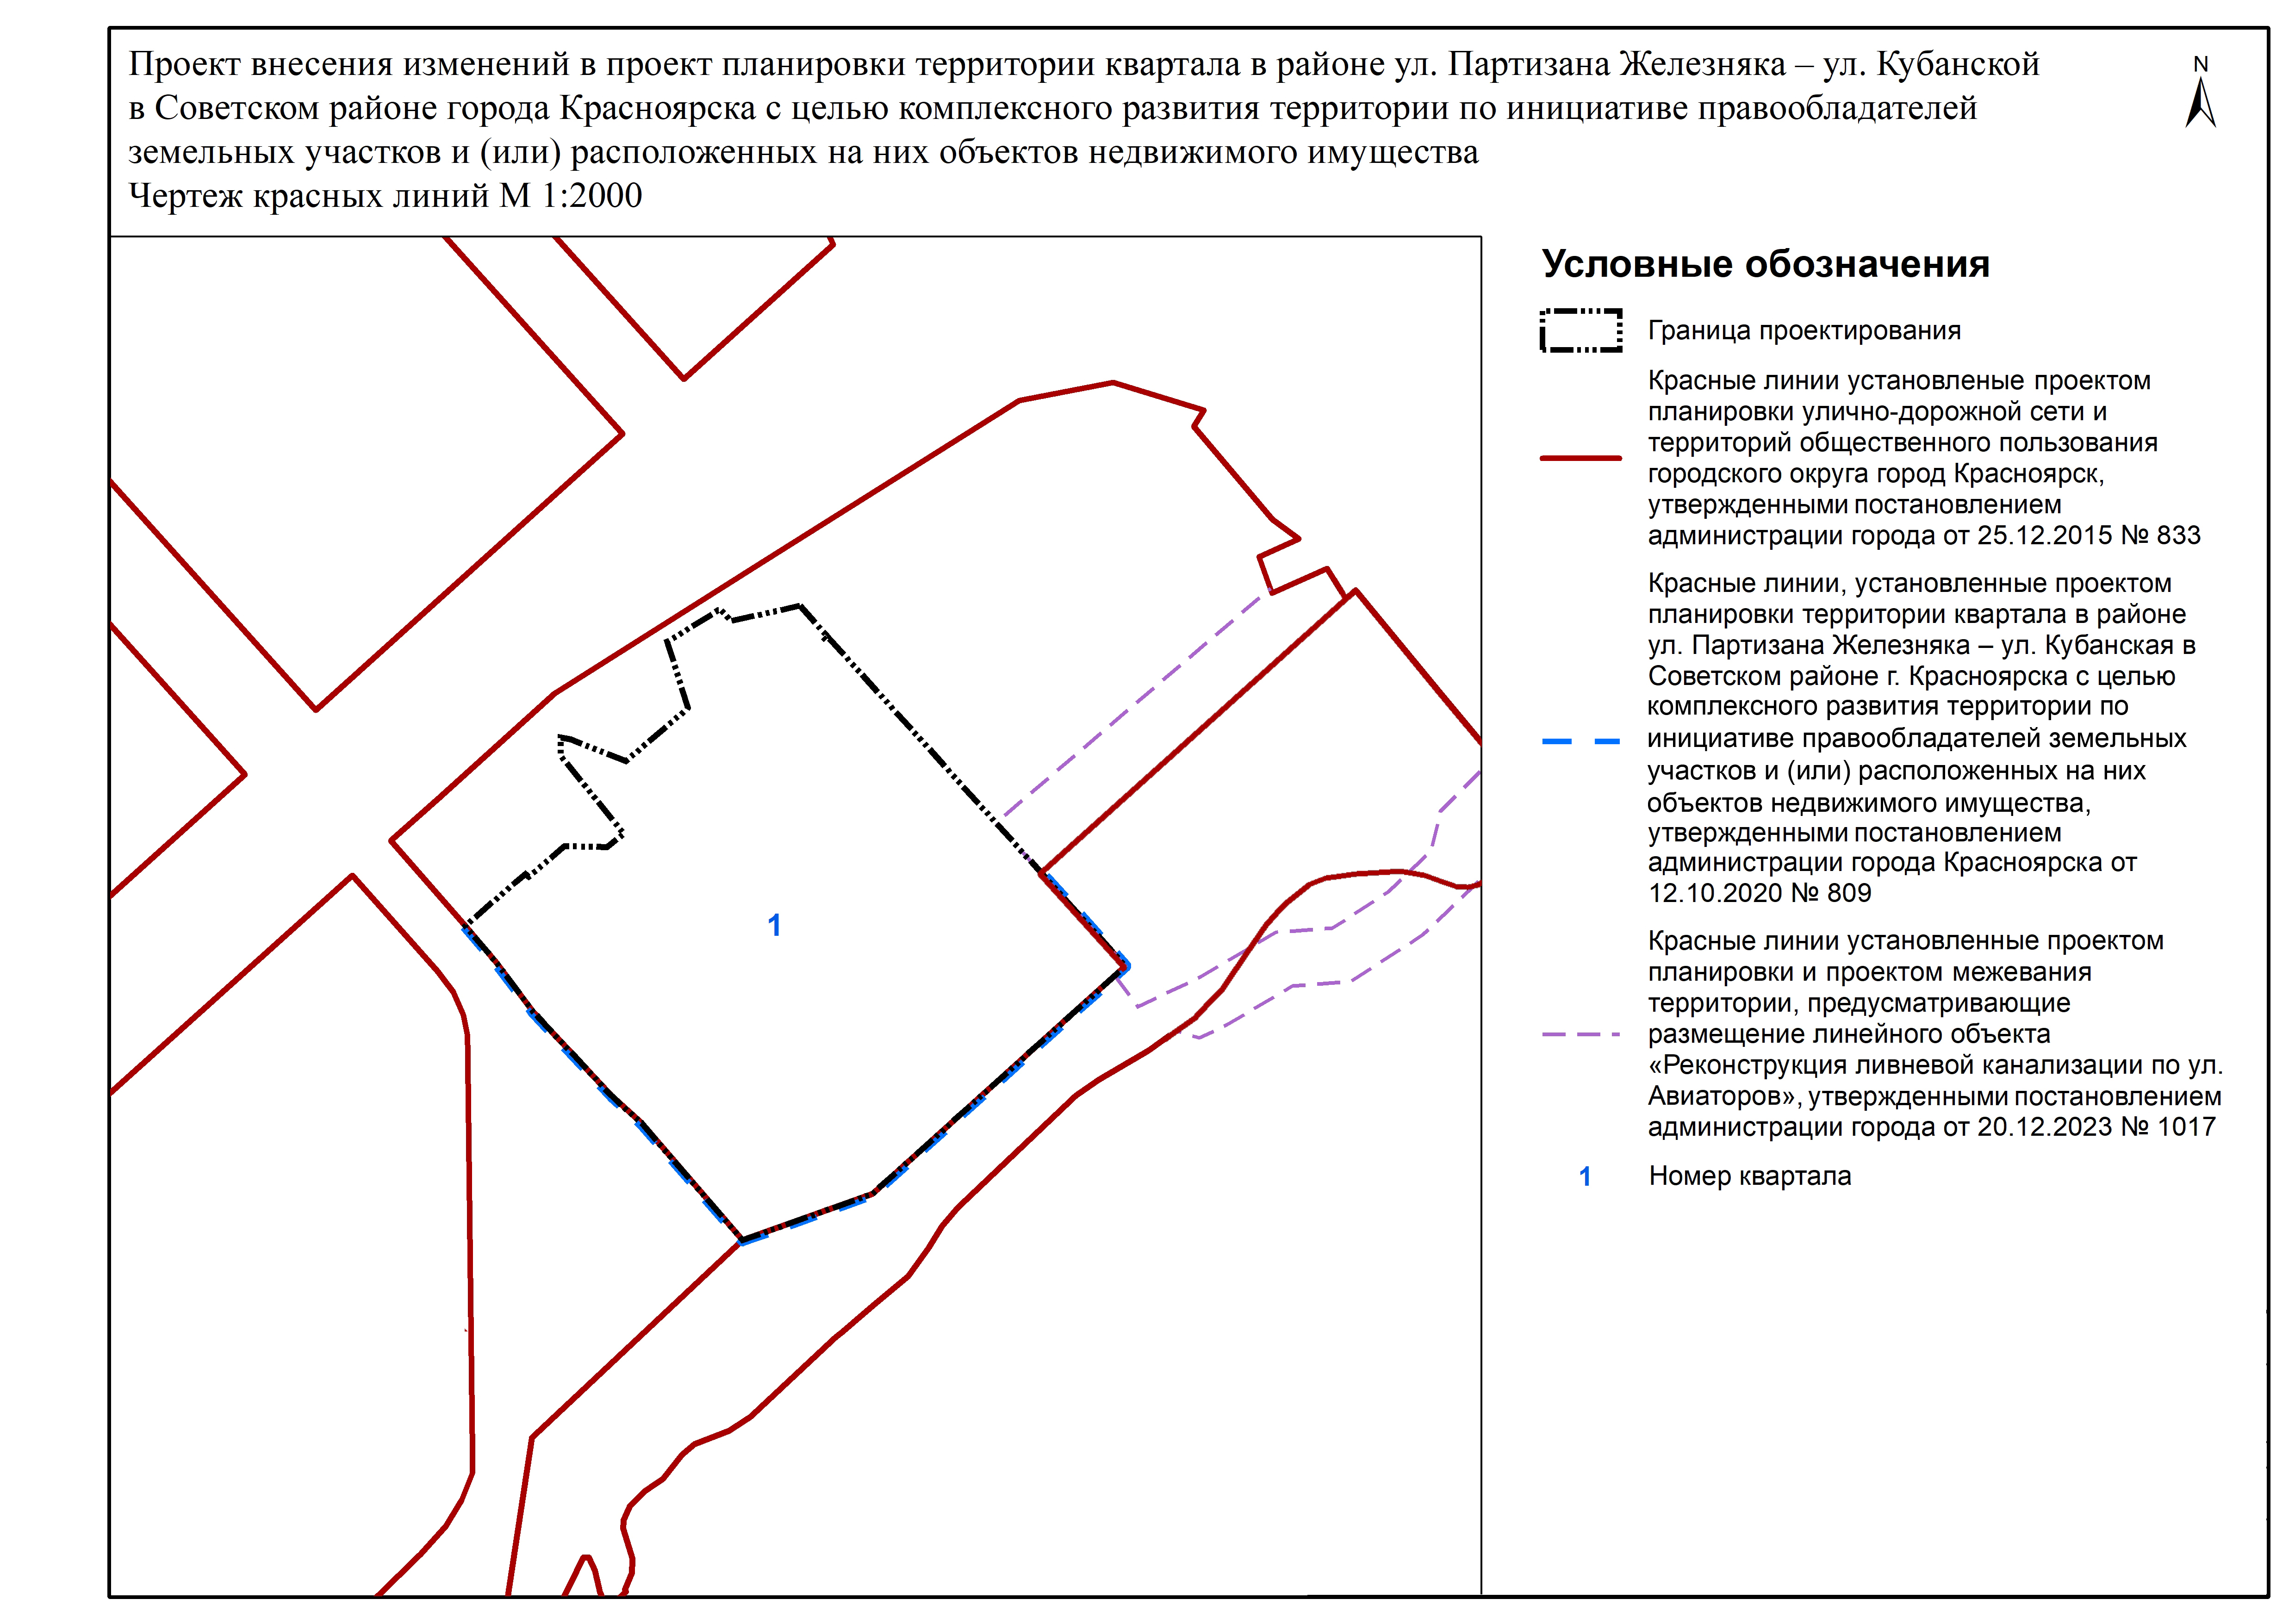 Проект внесения изменений в проект планировки территории квартала в районе ул. Партизана Железняка – ул. Кубанской
в Советском районе города Красноярска с целью комплексного развития территории по инициативе правообладателей
земельных участков и (или) расположенных на них объектов недвижимого имущества
Чертеж красных линий М 1:2000
N
Условные обозначения
Граница проектирования
Красные линии установленые проектом
планировки улично-дорожной сети и
территорий общественного пользования
городского округа город Красноярск,
утвержденными постановлением
администрации города от 25.12.2015 № 833
Красные линии, установленные проектом
планировки территории квартала в районе
ул. Партизана Железняка – ул. Кубанская в
Советском районе г. Красноярска с целью
комплексного развития территории по
инициативе правообладателей земельных
участков и (или) расположенных на них
объектов недвижимого имущества,
утвержденными постановлением
администрации города Красноярска от
12.10.2020 № 809
Красные линии установленные проектом
планировки и проектом межевания
территории, предусматривающие
размещение линейного объекта
«Реконструкция ливневой канализации по ул.
Авиаторов», утвержденными постановлением
администрации города от 20.12.2023 № 1017
1 Номер квартала
1